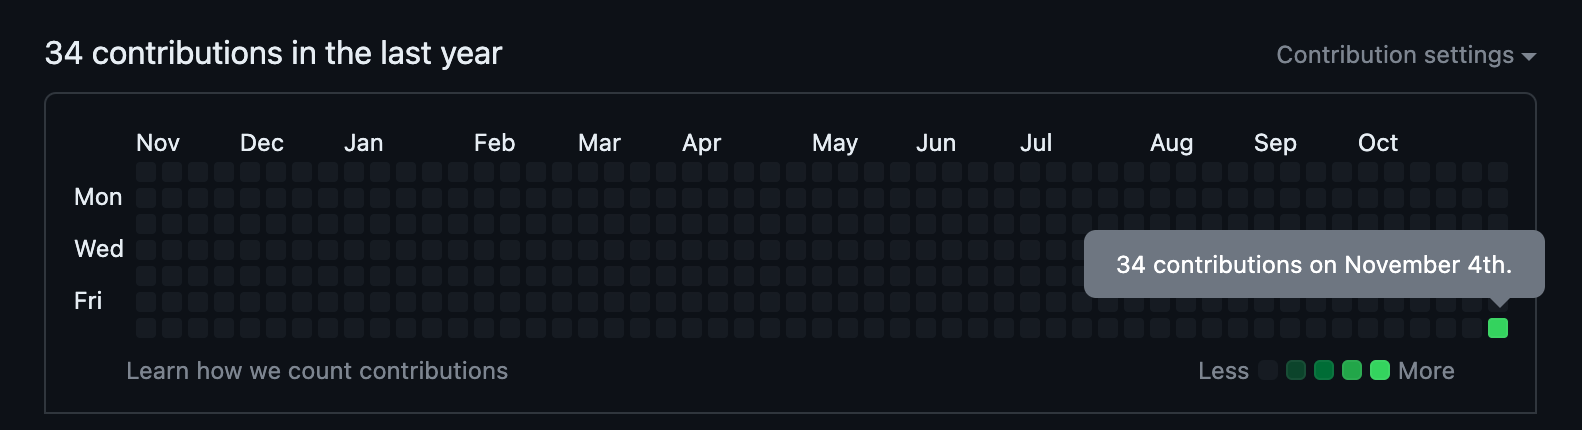 34 contributions in the last year
Contribution settings
Nov Dec Jan Feb Mar Apr May Jun Jul Aug Sep Oct
Mon
Wed
34 contributions on November 4th.
Fri
Learn how we count contributions
Less More